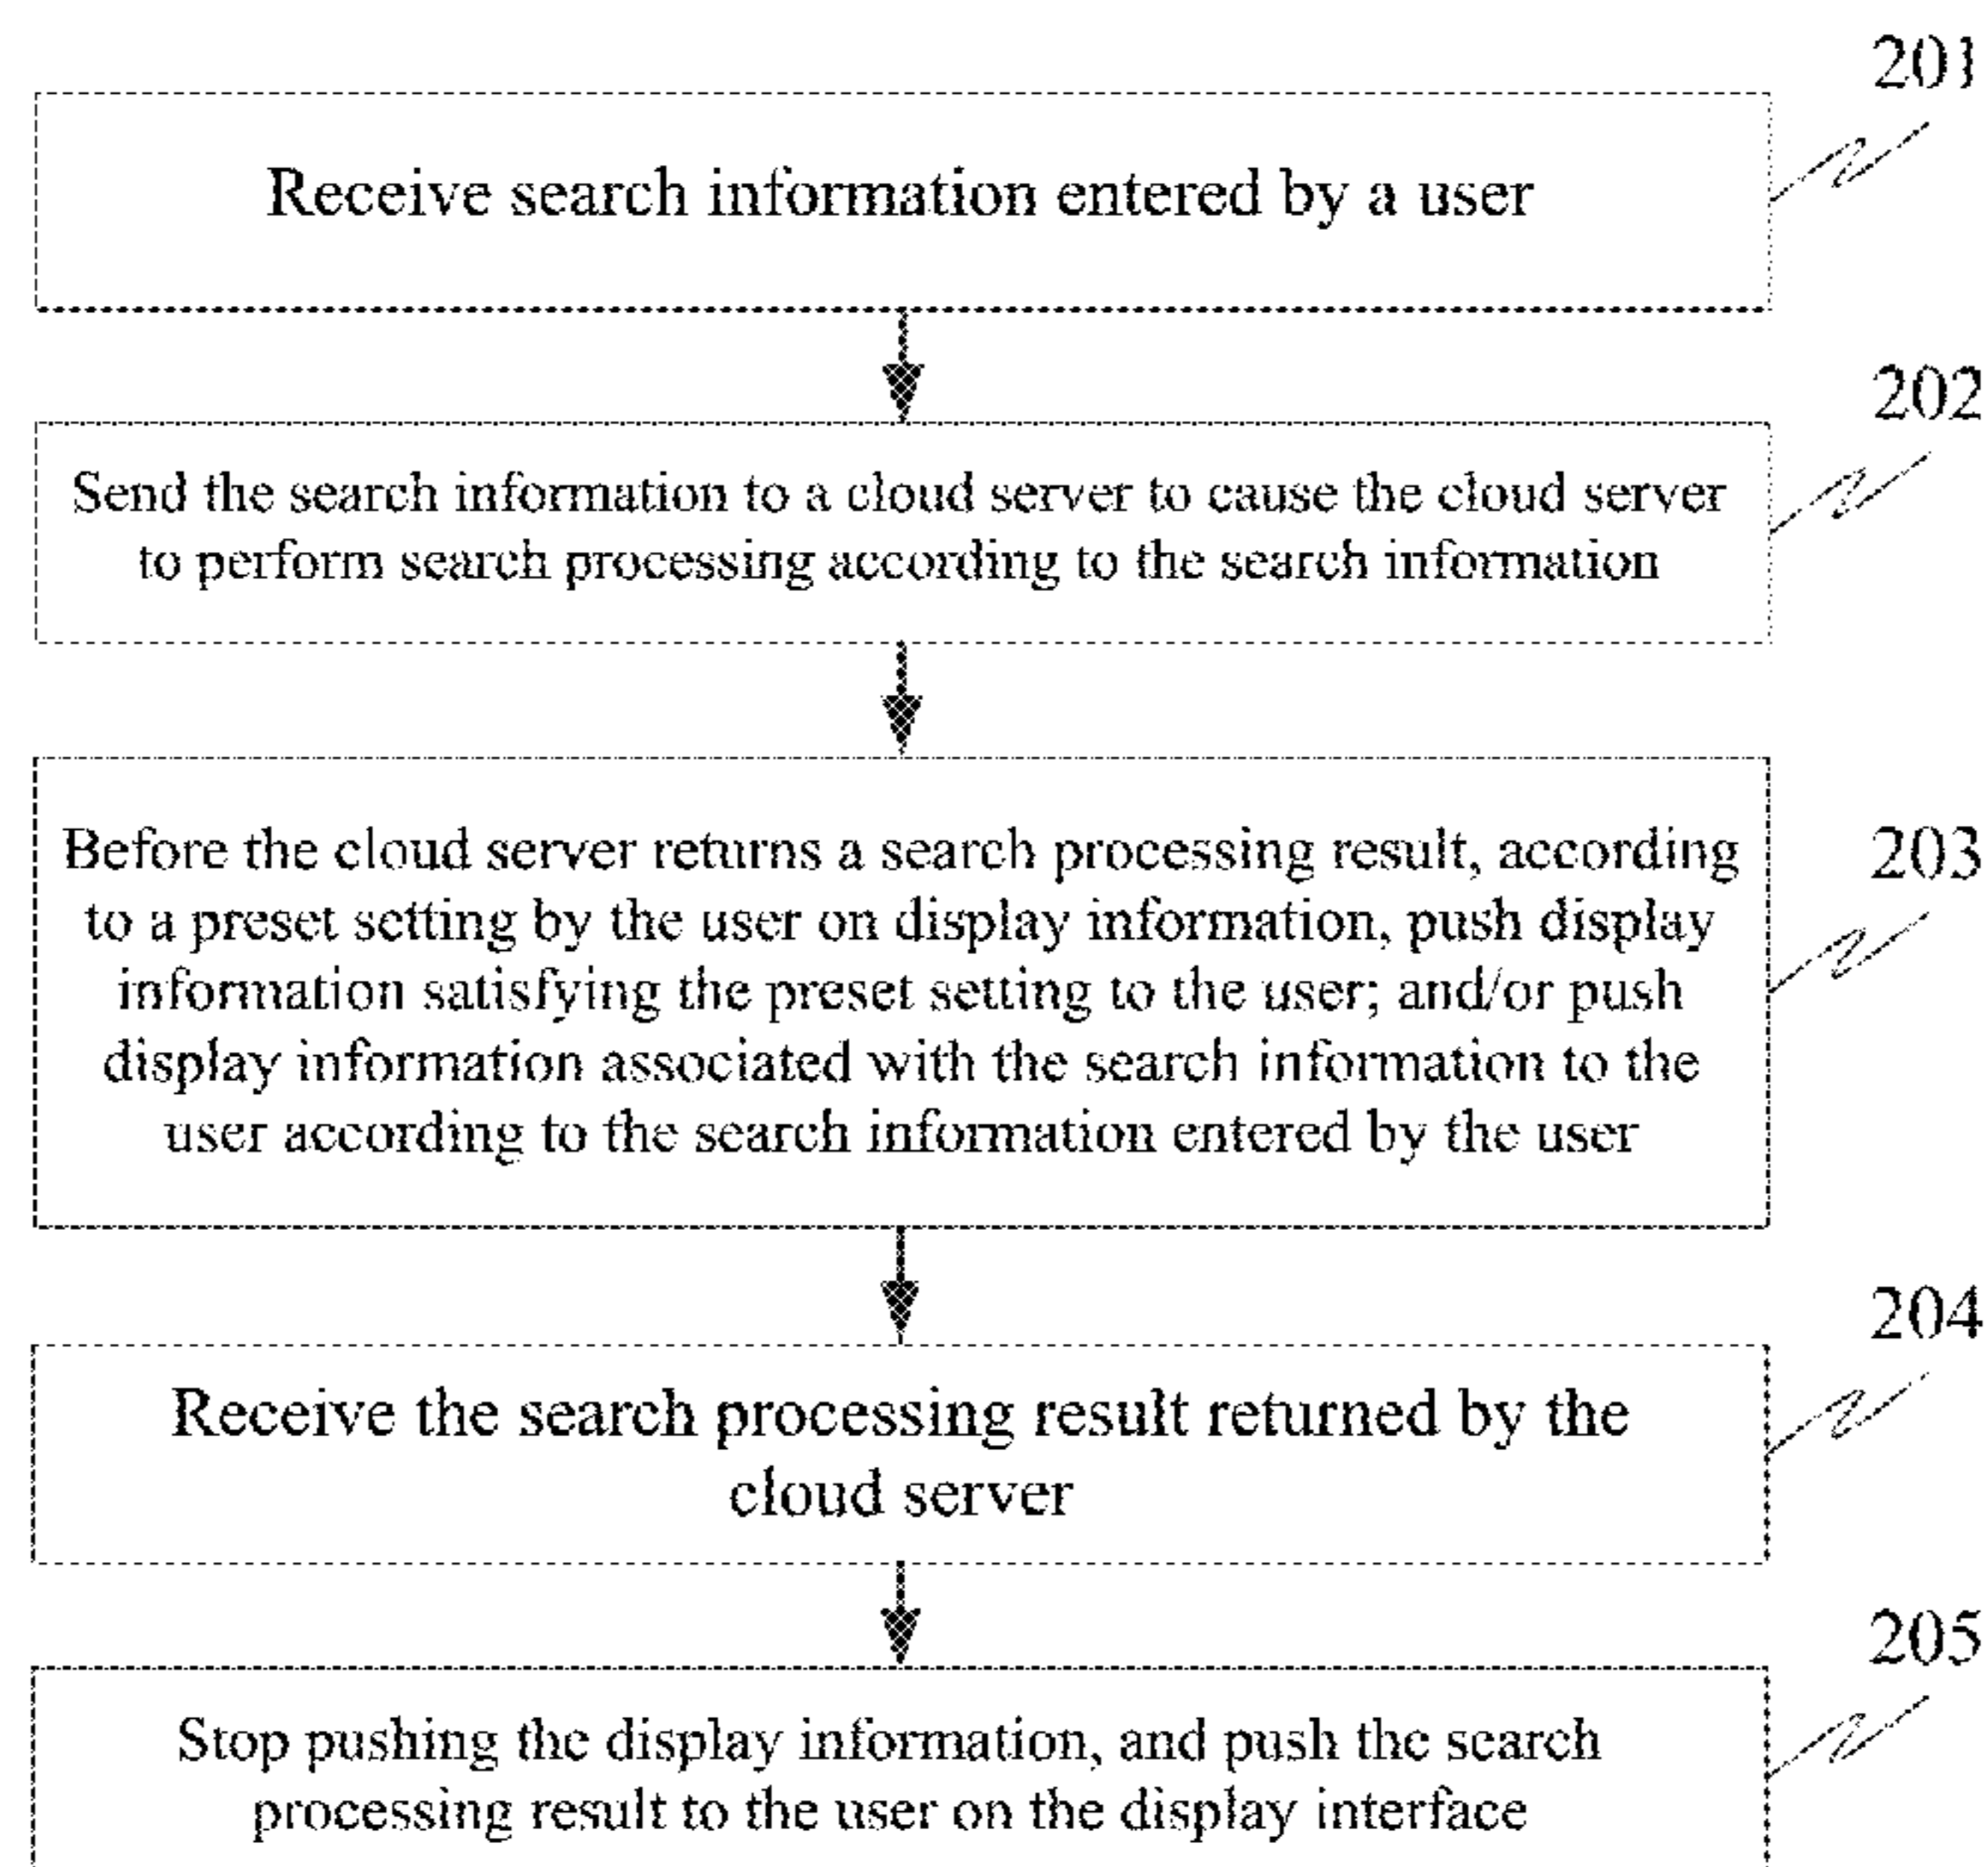 201
Receive search information entered by a user
202
Send the search information to a cloud server to cause the cloud server
to perform search processing according to the search information
203
Before the cloud server returns a search processing result, according
to a preset setting by the user on display information, push display
information satisfying the preset setting to the user; and/or push
display information associated with the search information to the
user according to the search information entered by the user
204
Receive the search processing result returned by the
cloud server
205
Stop pushing the display information, and push the search
processing result to the user on the display interface